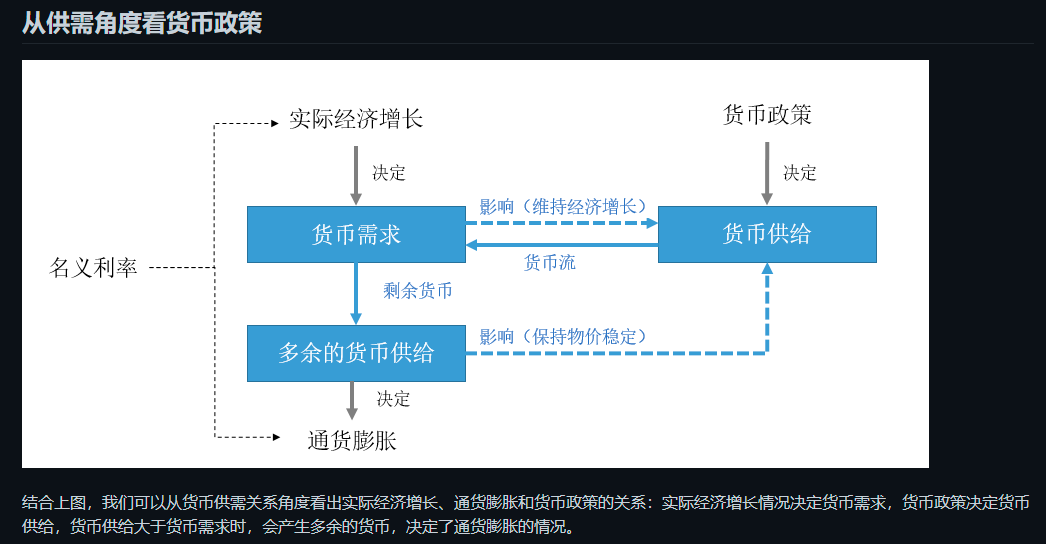 从供需角度看货币政策
实际经济增长
货币政策
决定
决定
影响（维持经济增长）
货币需求
货币供给
货币流
名义利率
剩余货币
影响（保持物价稳定）
多余的货币供给
决定
通货膨胀
结合上图，我们可以从货币供需关系角度看出实际经济增长、通货膨胀和货币政策的关系：实际经济增长情况决定货币需求，货币政策决定货币
供给，货币供给大于货币需求时，会产生多余的货币，决定了通货膨胀的情况。